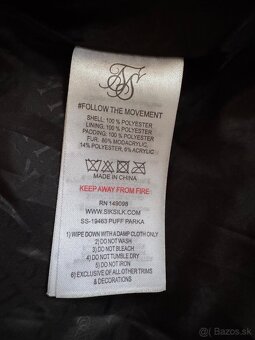 #FOLLOW THE MOVEMENT
SHELL: 100 % POLYESTER
LINING: 100 % POLYESTER
PADDING: 100 % POLYESTER
FUR: 80% MODACRYLIC,
14% POLYESTER, 6% ACRYLIC
MADE IN CHINA
KEEP AWAY FROM FIRE
RN 149098
WWW.SIKSILK.COM
SS-19463 PUFF PARKA
1) WIPE DOWN WITH A DAMP CLOTH ONLY
2) DO NOT WASH
3) DO NOT BLEACH
4) DO NOT TUMBLE DRY
5) DO NOT IRON
6) EXCLUSIVE OF ALL OTHER TRIMS
& DECORATIONS
bazos.sk